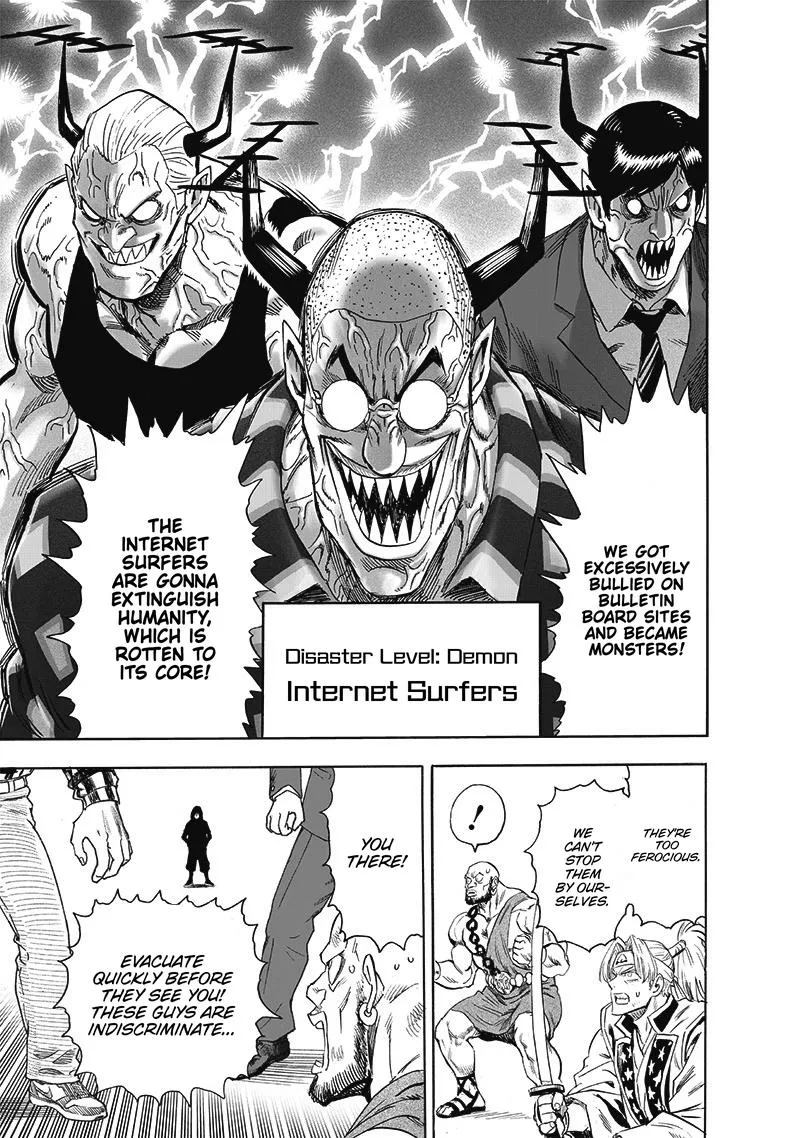 WE GOT
EXCESSIVELY
BULLIED ON
BULLETIN
BOARD SITES
AND BECAME
MONSTERS!
THE
INTERNET
SURFERS
ARE GONNA
EXTINGUISH
HUMANITY,
WHICH IS
ROTTEN TO
ITS CORE!
Disaster Level: Demon
Internet Surfers
!
THEY'RE
TOO
FEROCIOUS.
WE
CAN'T
STOP
THEM
BY OUR-
SELVES.
YOU
THERE!
EVACUATE
QUICKLY BEFORE
THEY SEE YOU!
THESE GUYS ARE
INDISCRIMINATE...